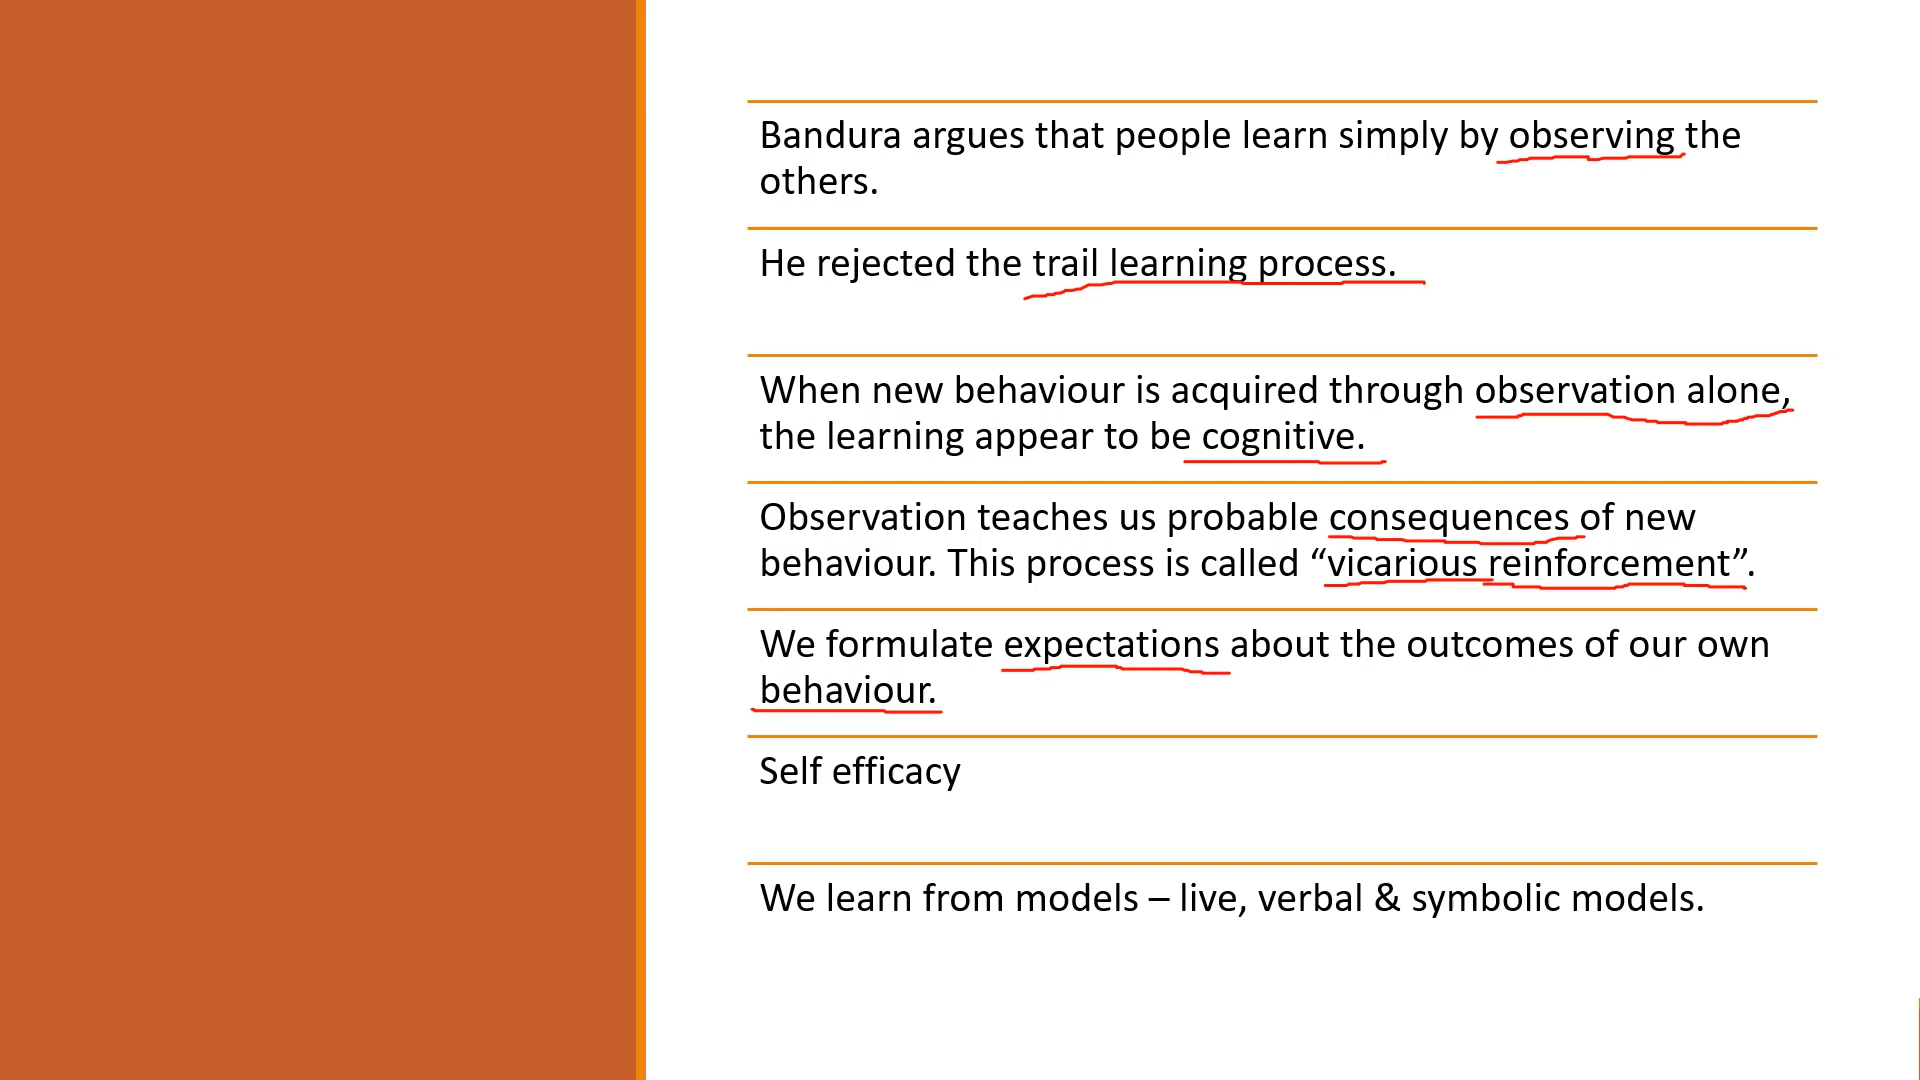 Bandura argues that people learn simply by observing the
others.
He rejected the trail learning process.
When new behaviour is acquired through observation alone,
the learning appear to be cognitive.
Observation teaches us probable consequences of new
behaviour. This process is called “vicarious reinforcement”.
We formulate expectations about the outcomes of our own
behaviour.
Self efficacy
We learn from models – live, verbal & symbolic models.